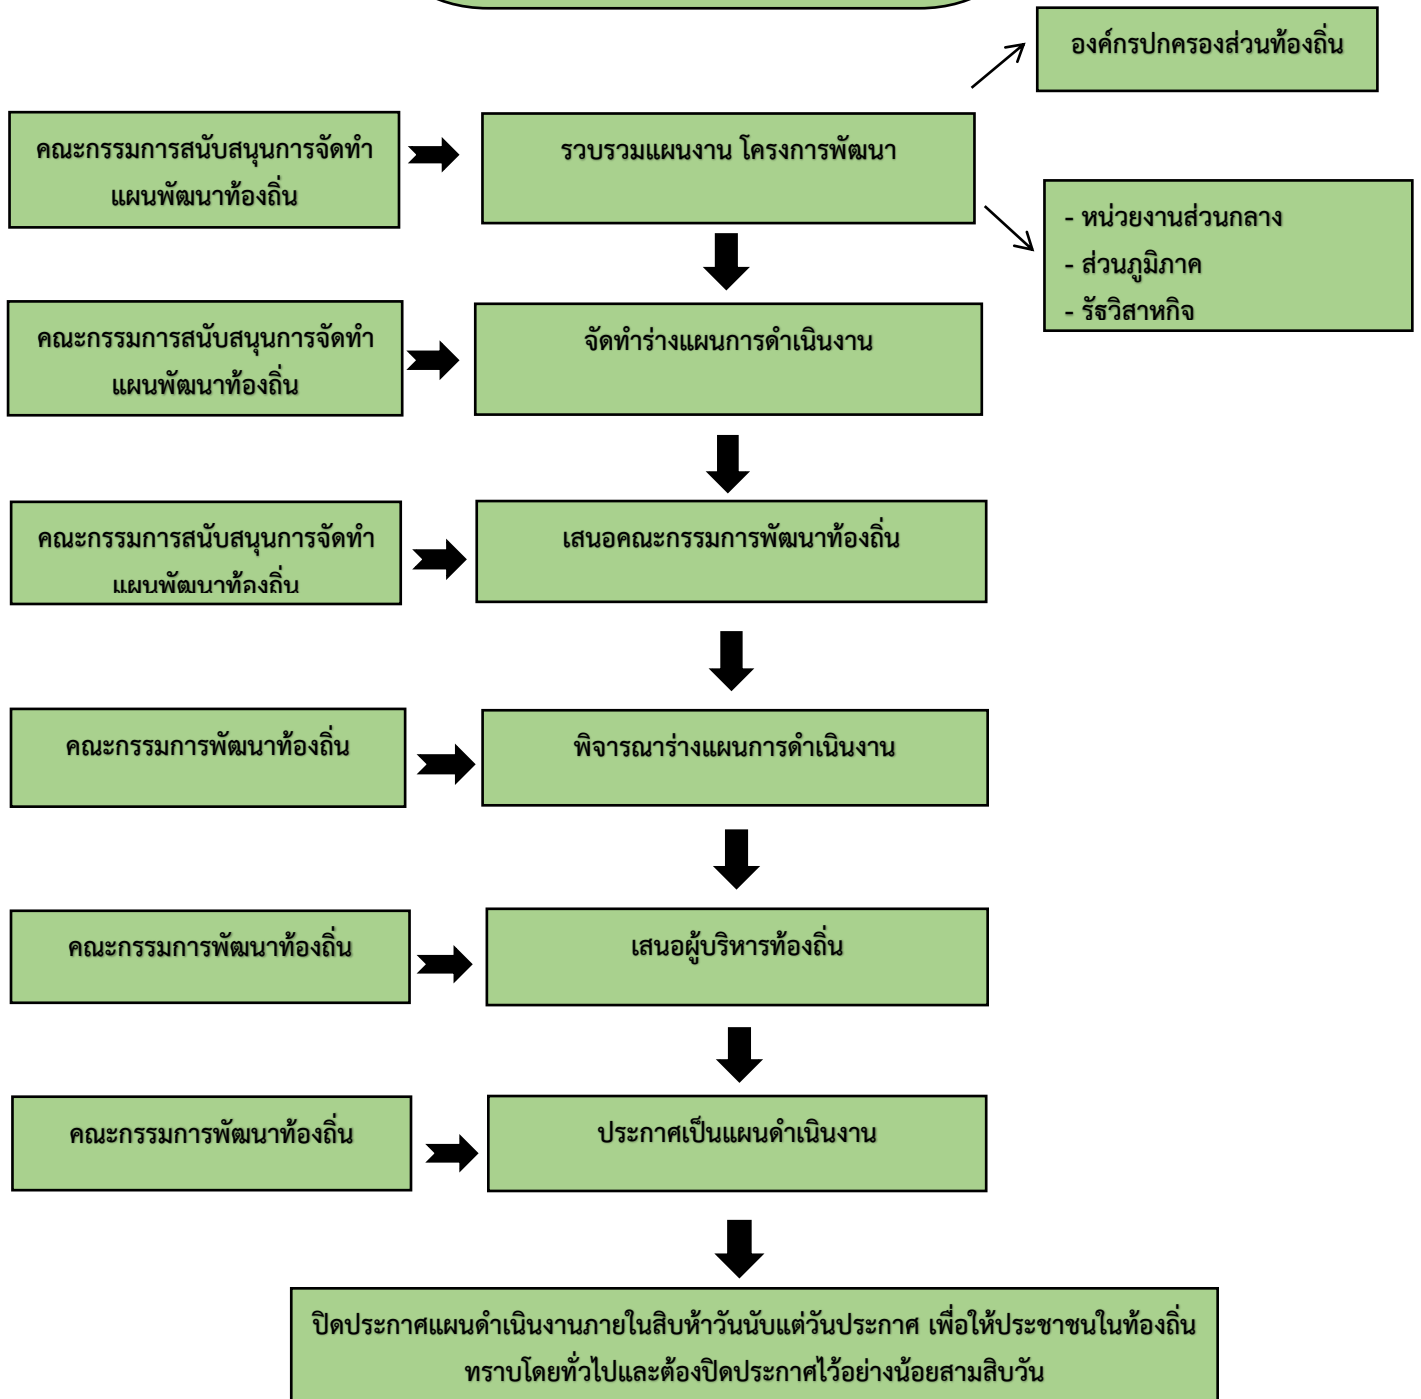 องค์กรปกครองส่วนท้องถิ่น
คณะกรรมการสนับสนุนการจัดทำ
แผนพัฒนาท้องถิ่น
รวบรวมแผนงาน โครงการพัฒนา
- หน่วยงานส่วนกลาง
- ส่วนภูมิภาค
- รัฐวิสาหกิจ
คณะกรรมการสนับสนุนการจัดทำ
แผนพัฒนาท้องถิ่น
จัดทำร่างแผนการดำเนินงาน
คณะกรรมการสนับสนุนการจัดทำ
แผนพัฒนาท้องถิ่น
เสนอคณะกรรมการพัฒนาท้องถิ่น
คณะกรรมการพัฒนาท้องถิ่น
พิจารณาร่างแผนการดำเนินงาน
คณะกรรมการพัฒนาท้องถิ่น
เสนอผู้บริหารท้องถิ่น
คณะกรรมการพัฒนาท้องถิ่น
ประกาศเป็นแผนดำเนินงาน
ปิดประกาศแผนดำเนินงานภายในสิบห้าวันนับแต่วันประกาศ เพื่อให้ประชาชนในท้องถิ่น
ทราบโดยทั่วไปและต้องปิดประกาศไว้อย่างน้อยสามสิบวัน